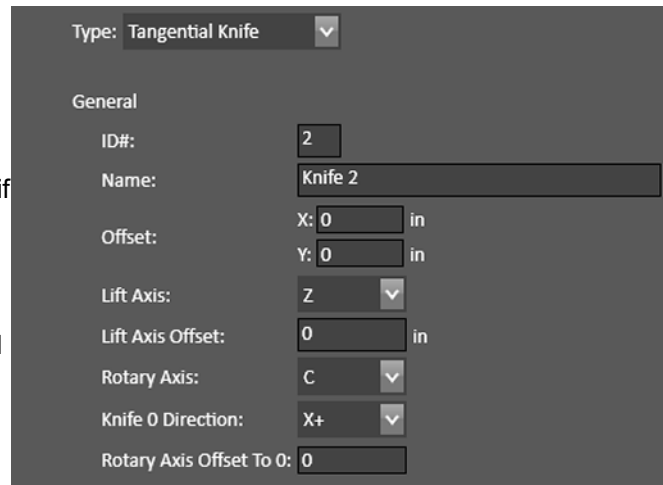 Type: Tangential Knife
General
ID#: 2
if
Name: Knife 2
X: 0 in
Offset:
Y: 0 in
Lift Axis: Z
Lift Axis Offset: 0 in
Rotary Axis: C
Knife 0 Direction: X+
Rotary Axis Offset To 0: 0